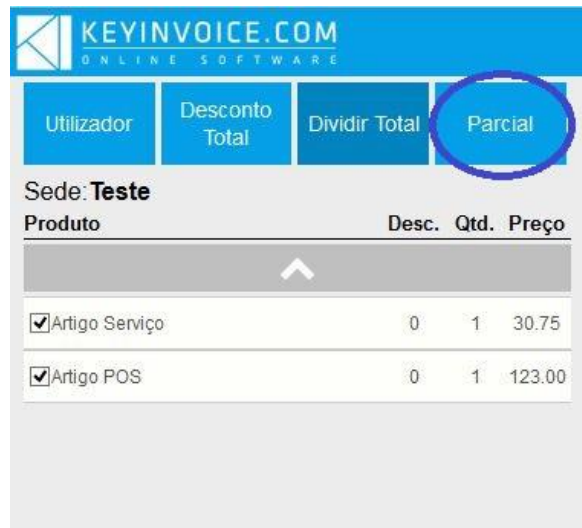 KEYINVOICE.COM
ONLINE SOFTWARE
Utilizador
Desconto
Total
Dividir Total
Parcial
Sede:Teste
Produto Desc. Qtd. Preço
Artigo Serviço 0 1 30.75
Artigo POS 0 1 123.00